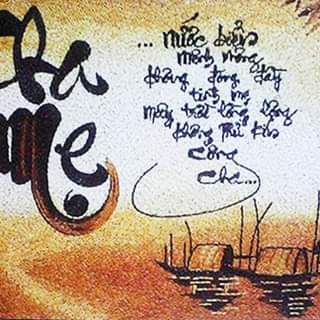 Cha
Mẹ
... nước biển
mênh mông
không đong đầy
tình mẹ
mây trời lồng lộng
không phủ kín
công
cha...